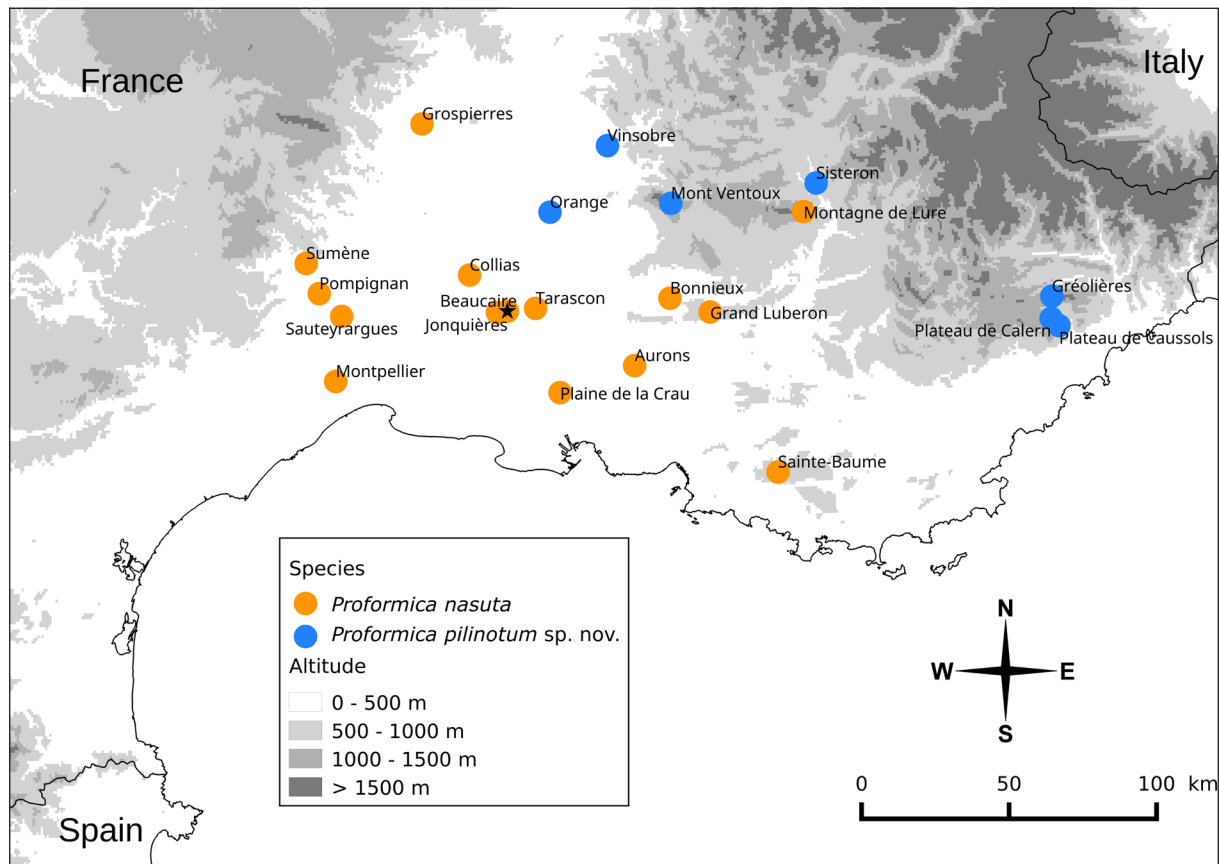 France
Italy
Grospierres
Vinsobre
Sisteron
Mont Ventoux
Orange
Montagne de Lure
Sumène
Collias
Pompignan
Gréolières
Bonnieux
Beaucaire
Tarascon
Grand Luberon
Jonquières
Sauteyrargues
Plateau de Calern
Plateau de Caussols
Aurons
Montpellier
Plaine de la Crau
Sainte-Baume
Species
Proformica nasuta
Proformica pilinotum sp. nov.
Altitude
0 - 500 m
500 - 1000 m
1000 - 1500 m
> 1500 m
N
W
E
S
0
50
100
km
Spain